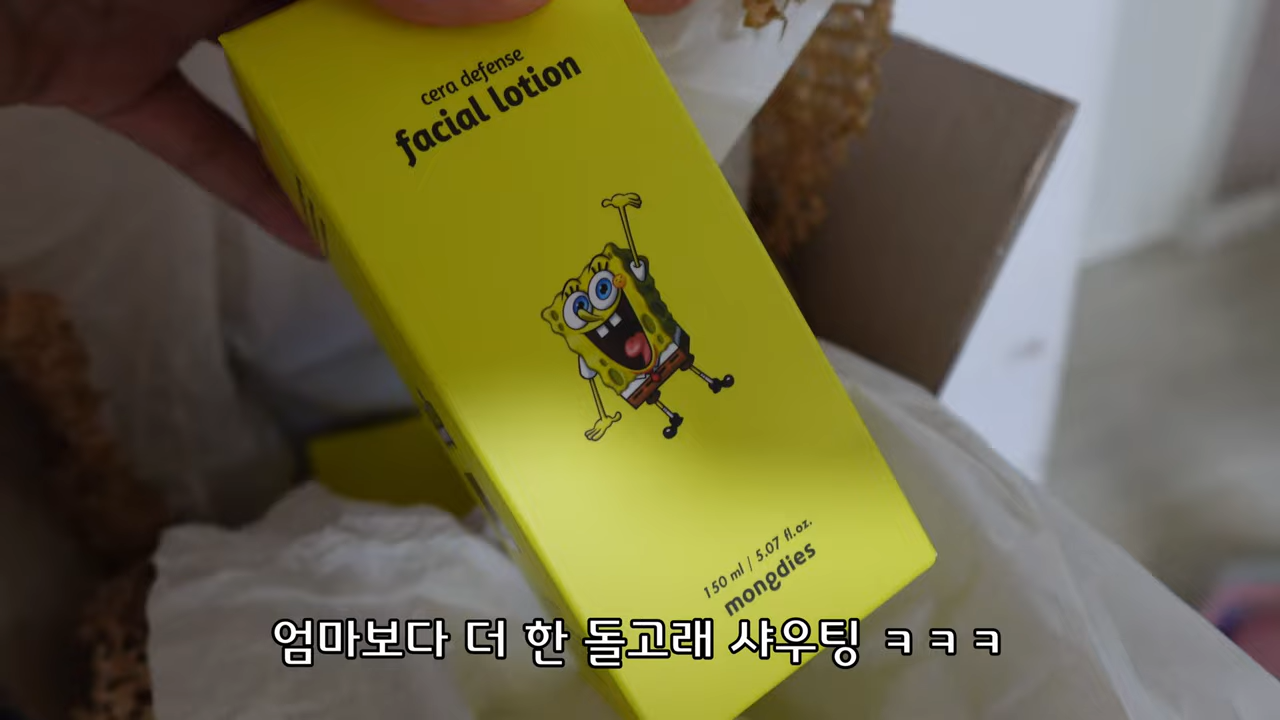 cera defense
facial lotion
150 ml / 5.07 fl.oz.
mongdies
엄마보다 더 한 돌고래 샤우팅 ㅋㅋㅋ